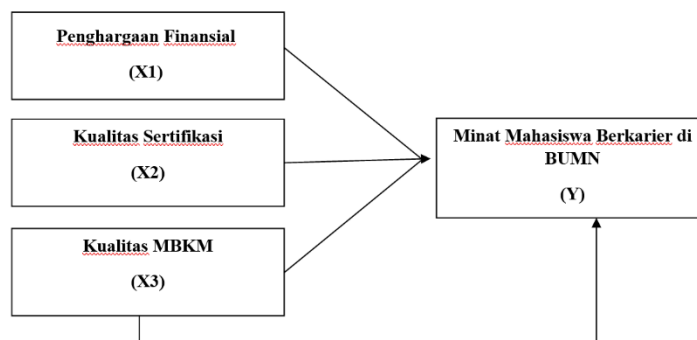 Penghargaan Finansial
(X1)
Kualitas Sertifikasi
(X2)
Kualitas MBKM
(X3)
Minat Mahasiswa Berkarier di
BUMN
(Y)